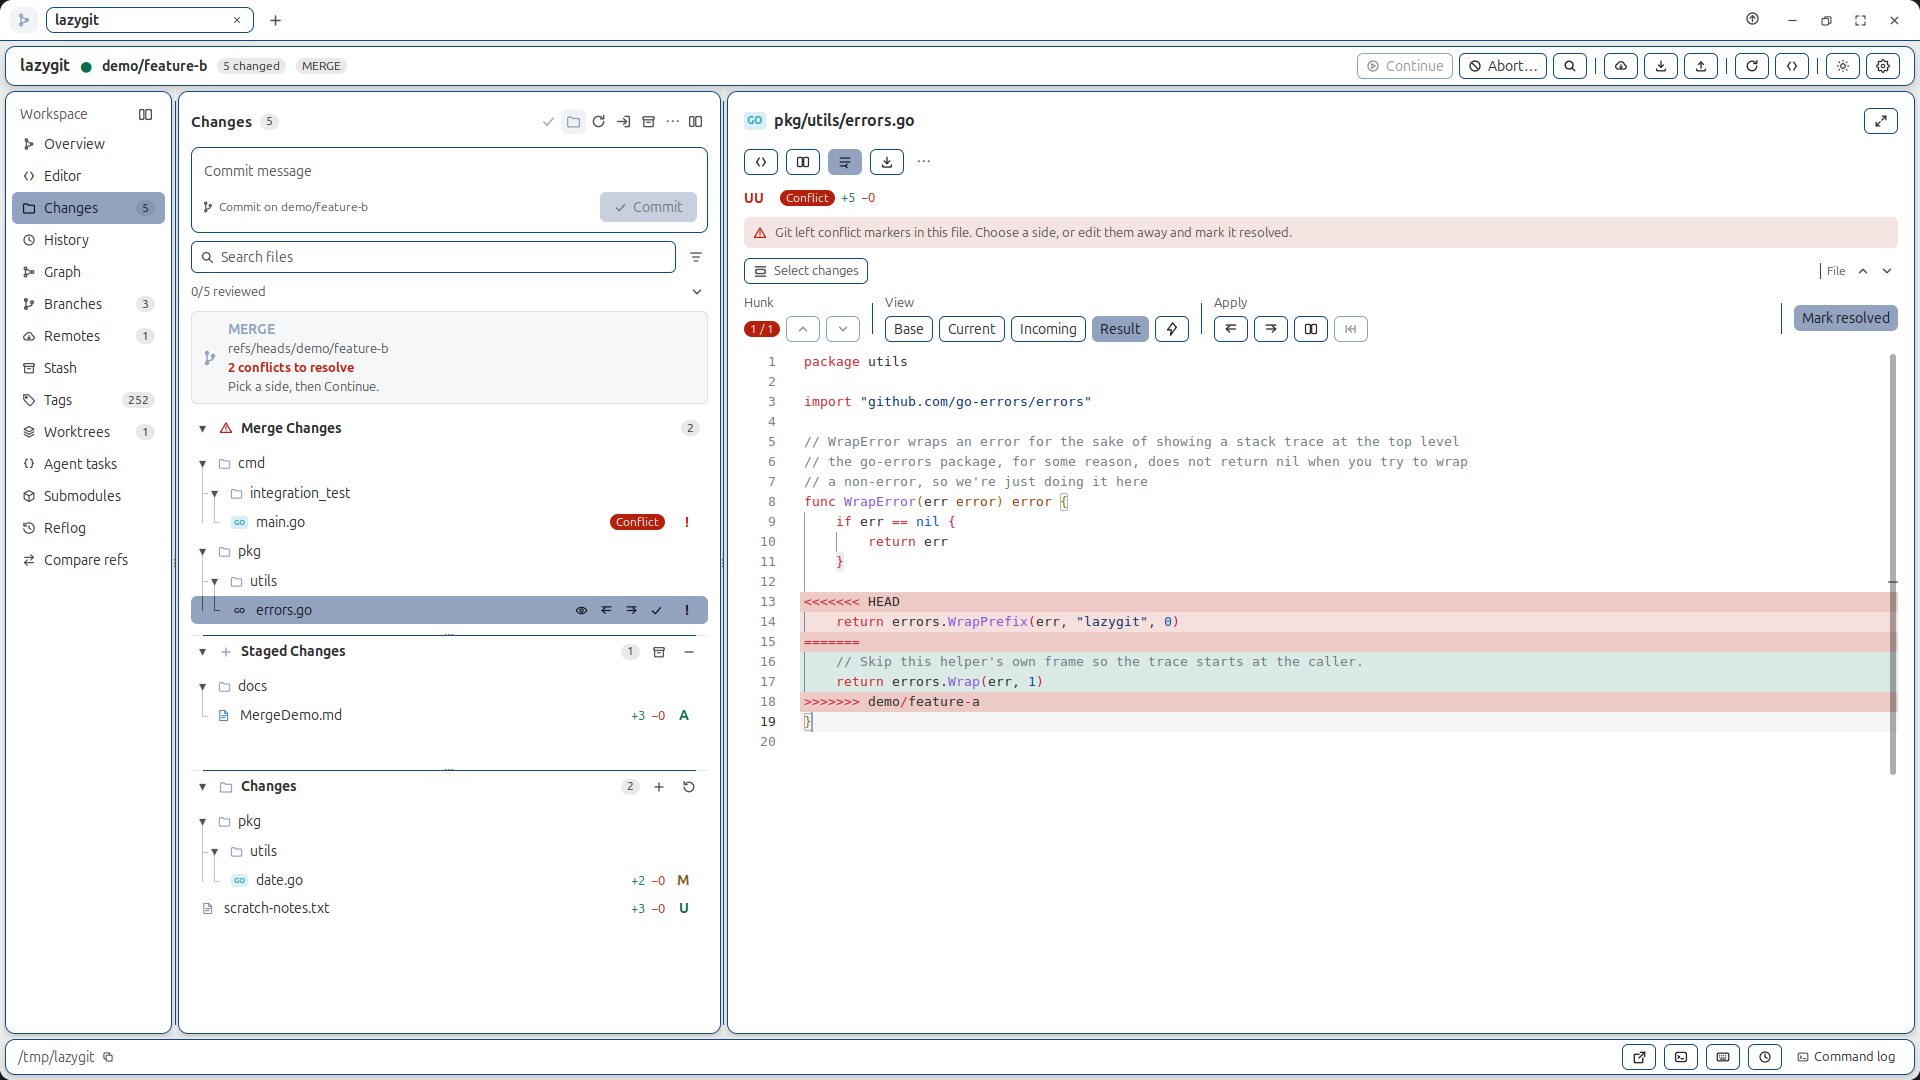 lazygit
lazygit demo/feature-b 5 changed MERGE Continue Abort...
Workspace
Overview
Editor
Changes 5
History
Graph
Branches 3
Remotes 1
Stash
Tags 252
Worktrees 1
Agent tasks
Submodules
Reflog
Compare refs
Changes 5
Commit message
Commit on demo/feature-b Commit
Search files
0/5 reviewed
MERGE
refs/heads/demo/feature-b
2 conflicts to resolve
Pick a side, then Continue.
Merge Changes 2
cmd
integration_test
GO main.go Conflict !
pkg
utils
GO errors.go !
Staged Changes 1
docs
MergeDemo.md +3 −0 A
Changes 2
pkg
utils
GO date.go +2 −0 M
scratch-notes.txt +3 −0 U
GO pkg/utils/errors.go
UU Conflict +5 −0
Git left conflict markers in this file. Choose a side, or edit them away and mark it resolved.
Select changes File
Hunk View Apply
1 / 1 Base Current Incoming Result Mark resolved
1 package utils
2
3 import "github.com/go-errors/errors"
4
5 // WrapError wraps an error for the sake of showing a stack trace at the top level
6 // the go-errors package, for some reason, does not return nil when you try to wrap
7 // a non-error, so we're just doing it here
8 func WrapError(err error) error {
9 if err == nil {
10 return err
11 }
12
13 <<<<<<< HEAD
14 return errors.WrapPrefix(err, "lazygit", 0)
15 =======
16 // Skip this helper's own frame so the trace starts at the caller.
17 return errors.Wrap(err, 1)
18 >>>>>>> demo/feature-a
19 }
20
/tmp/lazygit Command log